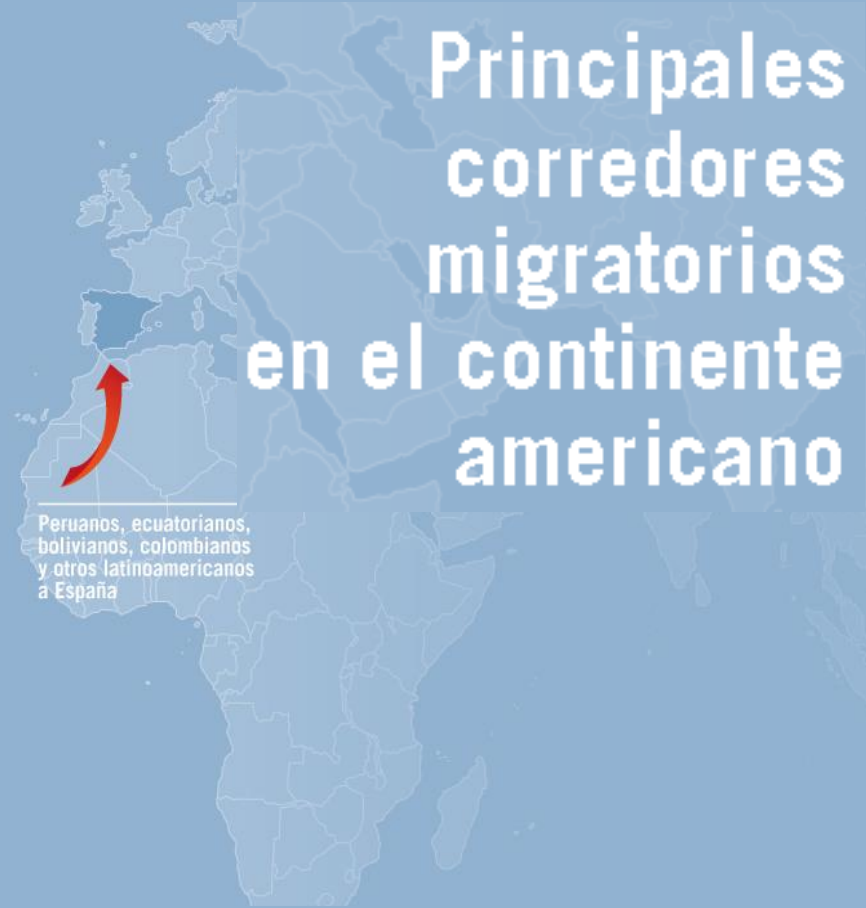 Principales
corredores
migratorios
en el continente
americano
Peruanos, ecuatorianos,
bolivianos, colombianos
y otros latinoamericanos
a España